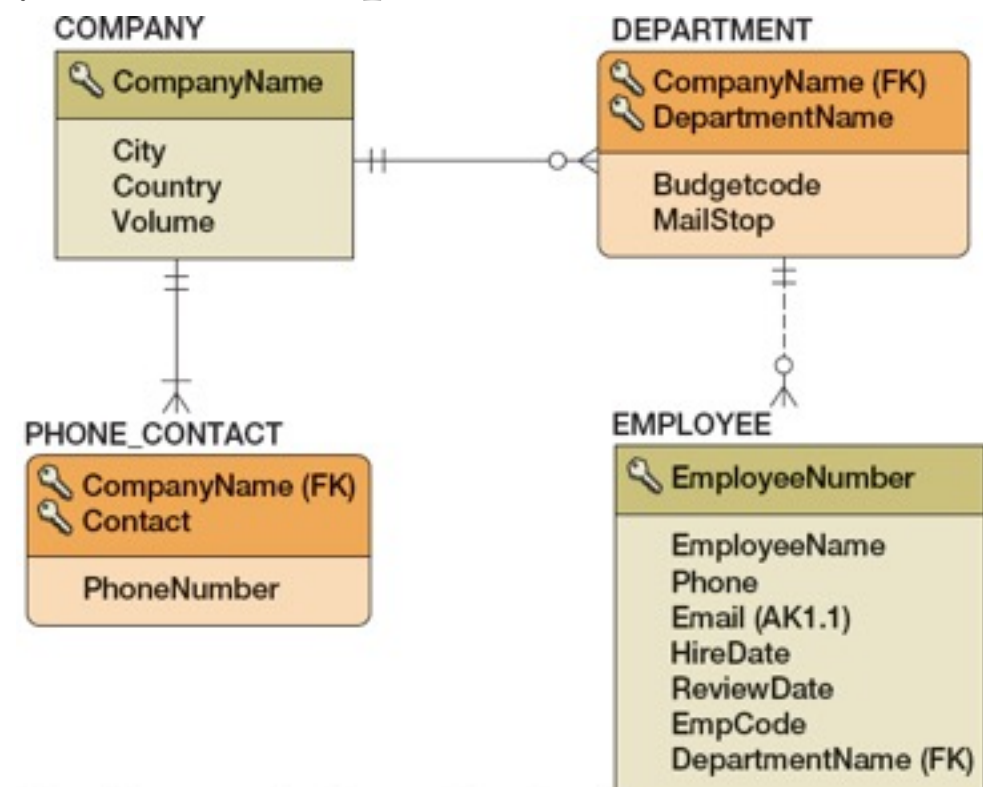 COMPANY
CompanyName
City
Country
Volume
DEPARTMENT
CompanyName (FK)
DepartmentName
Budgetcode
MailStop
PHONE_CONTACT
CompanyName (FK)
Contact
PhoneNumber
EMPLOYEE
EmployeeNumber
EmployeeName
Phone
Email (AK1.1)
HireDate
ReviewDate
EmpCode
DepartmentName (FK)